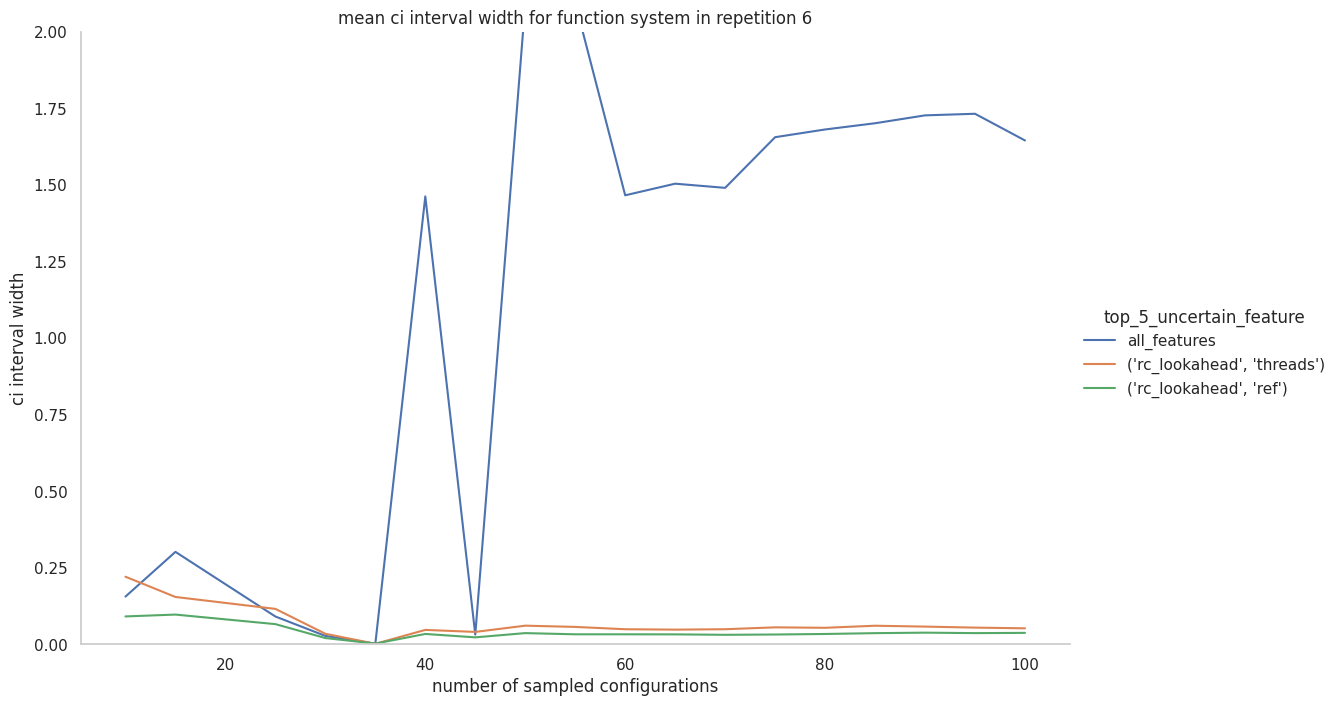 mean ci interval width for function system in repetition 6
2.00
1.75
1.50
1.25
1.00
0.75
0.50
0.25
0.00
ci interval width
20
40
60
80
100
number of sampled configurations
top_5_uncertain_feature
all_features
('rc_lookahead', 'threads')
('rc_lookahead', 'ref')